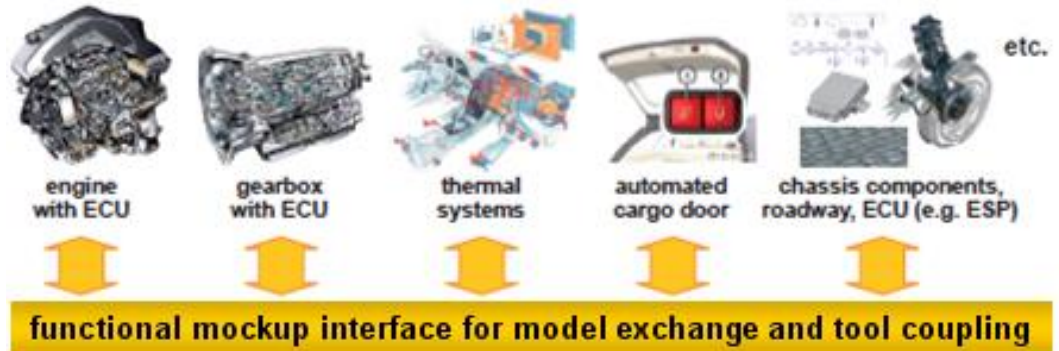 etc.
engine
with ECU
gearbox
with ECU
thermal
systems
automated
cargo door
chassis components,
roadway, ECU (e.g. ESP)
functional mockup interface for model exchange and tool coupling